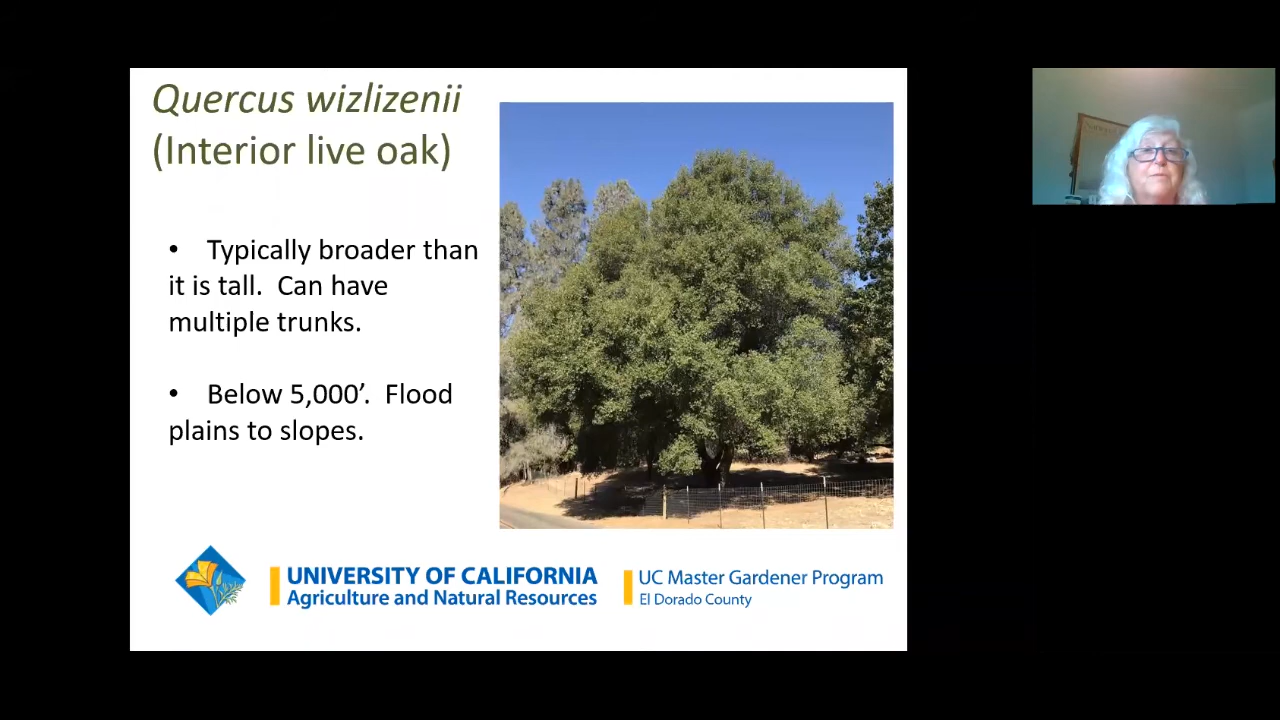 Quercus wizlizenii
(Interior live oak)
• Typically broader than
it is tall. Can have
multiple trunks.
• Below 5,000’. Flood
plains to slopes.
UNIVERSITY OF CALIFORNIA
Agriculture and Natural Resources
UC Master Gardener Program
El Dorado County